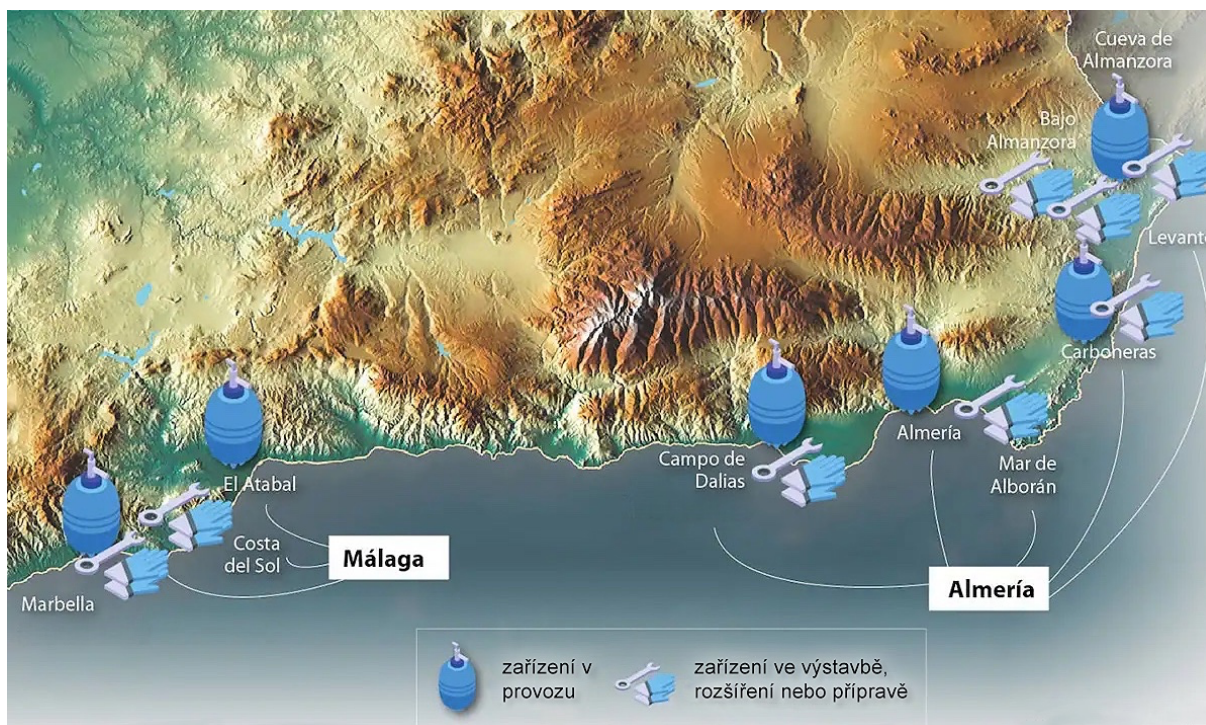 Cueva de
Almanzora
Bajo
Almanzora
Levante
Carboneras
Almería
Mar de
Alborán
Campo de
Dalias
El Atabal
Costa
del Sol
Marbella
Málaga
Almería
zařízení v
provozu
zařízení ve výstavbě,
rozšíření nebo přípravě